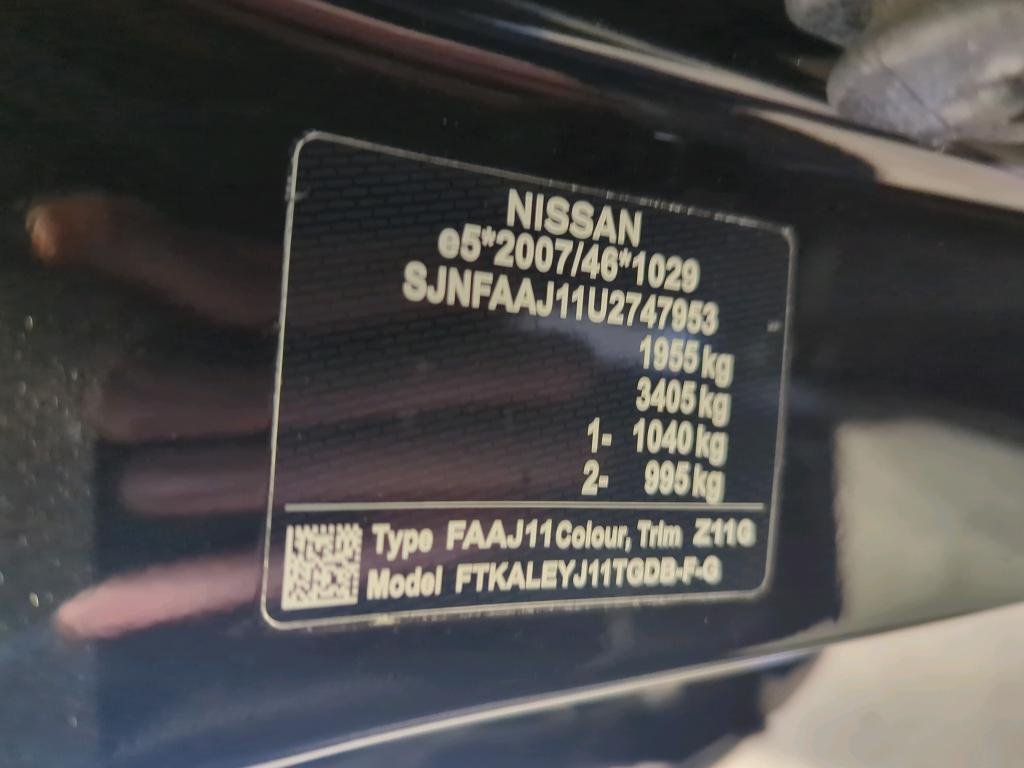 NISSAN
e5*2007/46*1029
SJNFAAJ11U2747953
1955 kg
3405 kg
1- 1040 kg
2- 995 kg
Type FAAJ11 Colour, Trim Z11G
Model FTKALEYJ11TGDB-F-G